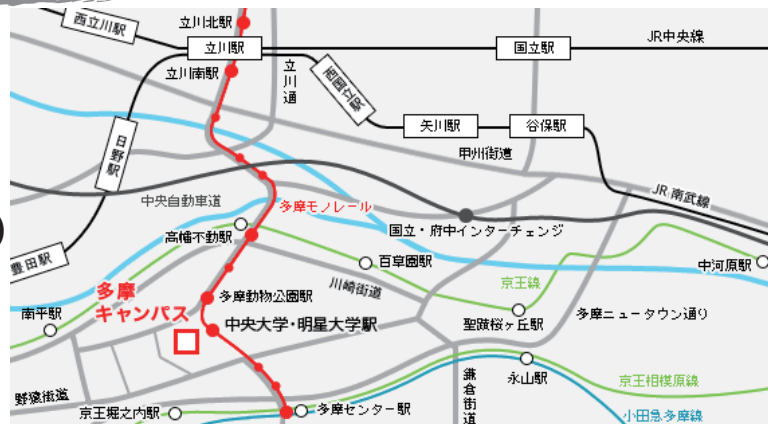 立川北駅
西立川駅
立川駅
国立駅
JR中央線
立川南駅
立川通
西国立駅
矢川駅
谷保駅
日野駅
甲州街道
JR南武線
中央自動車道
多摩モノレール
国立・府中インターチェンジ
高幡不動駅
豊田駅
百草園駅
中河原駅
川崎街道
京王線
多摩
キャンパス
多摩動物公園駅
南平駅
中央大学・明星大学駅
聖蹟桜ヶ丘駅
多摩ニュータウン通り
鎌倉街道
永山駅
京王相模原線
野猿街道
京王堀之内駅
多摩センター駅
小田急多摩線